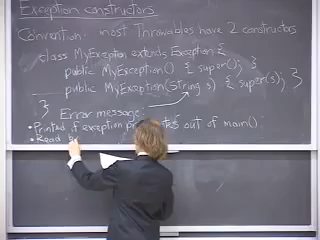 Exception constructors
Convention: most Throwables have 2 constructors
class MyException extends Exception {
public MyException() { super(); }
public MyException(String s) { super(s); }
}
Error message:
• Printed if exception out of main().
• Read